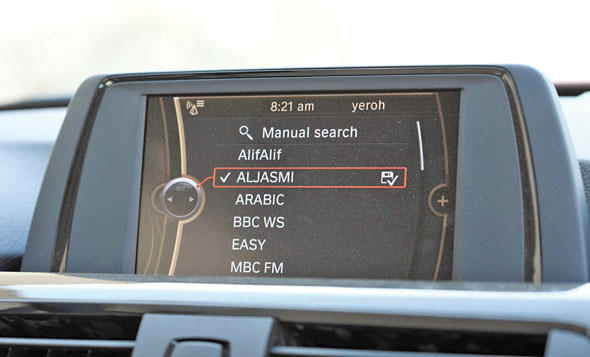 8:21 am yeroh
Manual search
AlifAlif
ALJASMI
ARABIC
BBC WS
EASY
MBC FM